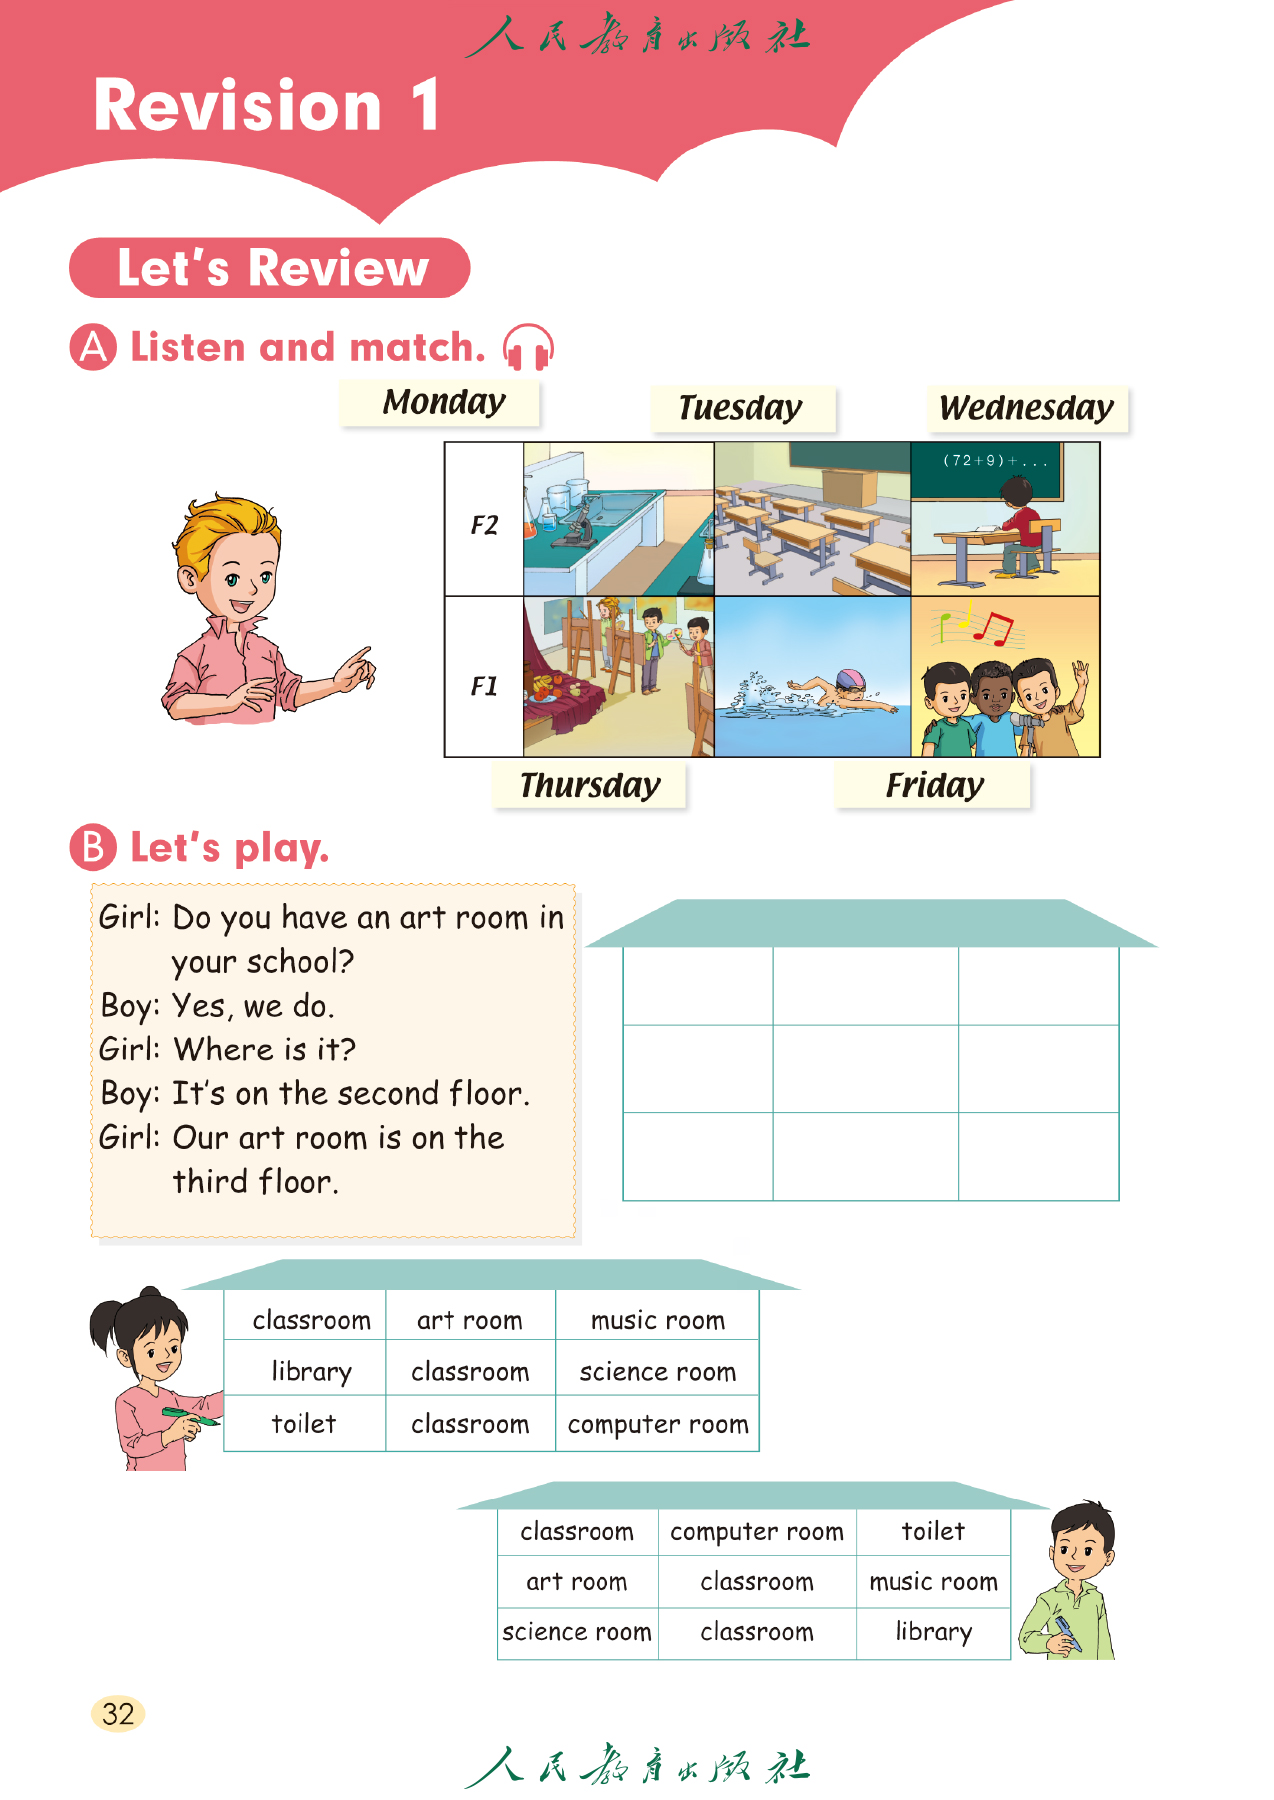 人民教育出版社
Revision 1
Let's Review
A Listen and match.
Monday
Tuesday
Wednesday
(72+9)+...
F2
F1
Thursday
Friday
B Let's play.
Girl: Do you have an art room in
your school?
Boy: Yes, we do.
Girl: Where is it?
Boy: It's on the second floor.
Girl: Our art room is on the
third floor.
classroom art room music room
library classroom science room
toilet classroom computer room
classroom computer room toilet
art room classroom music room
science room classroom library
32
人民教育出版社